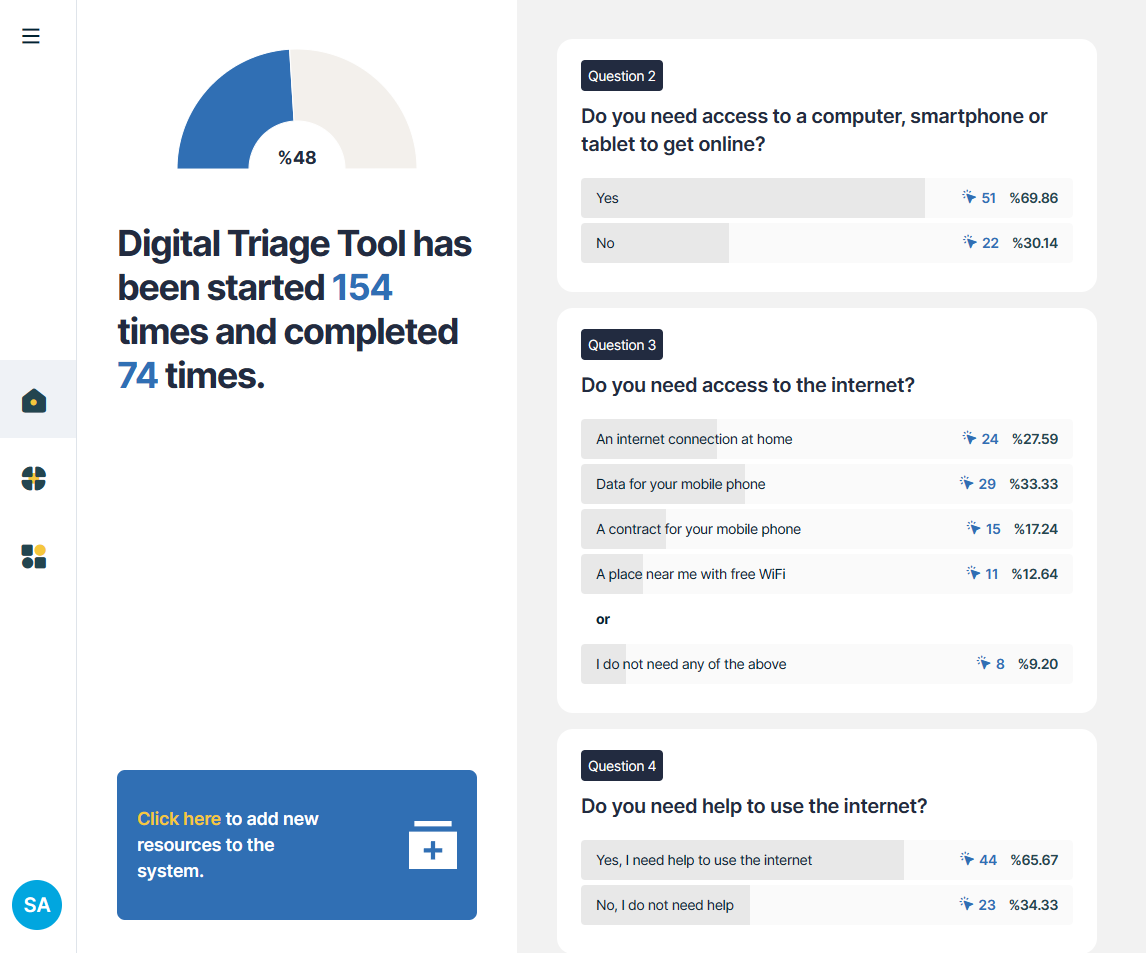 %48
Digital Triage Tool has
been started 154
times and completed
74 times.
Click here to add new
resources to the
system.
SA
Question 2
Do you need access to a computer, smartphone or
tablet to get online?
Yes 51 %69.86
No 22 %30.14
Question 3
Do you need access to the internet?
An internet connection at home 24 %27.59
Data for your mobile phone 29 %33.33
A contract for your mobile phone 15 %17.24
A place near me with free WiFi 11 %12.64
or
I do not need any of the above 8 %9.20
Question 4
Do you need help to use the internet?
Yes, I need help to use the internet 44 %65.67
No, I do not need help 23 %34.33